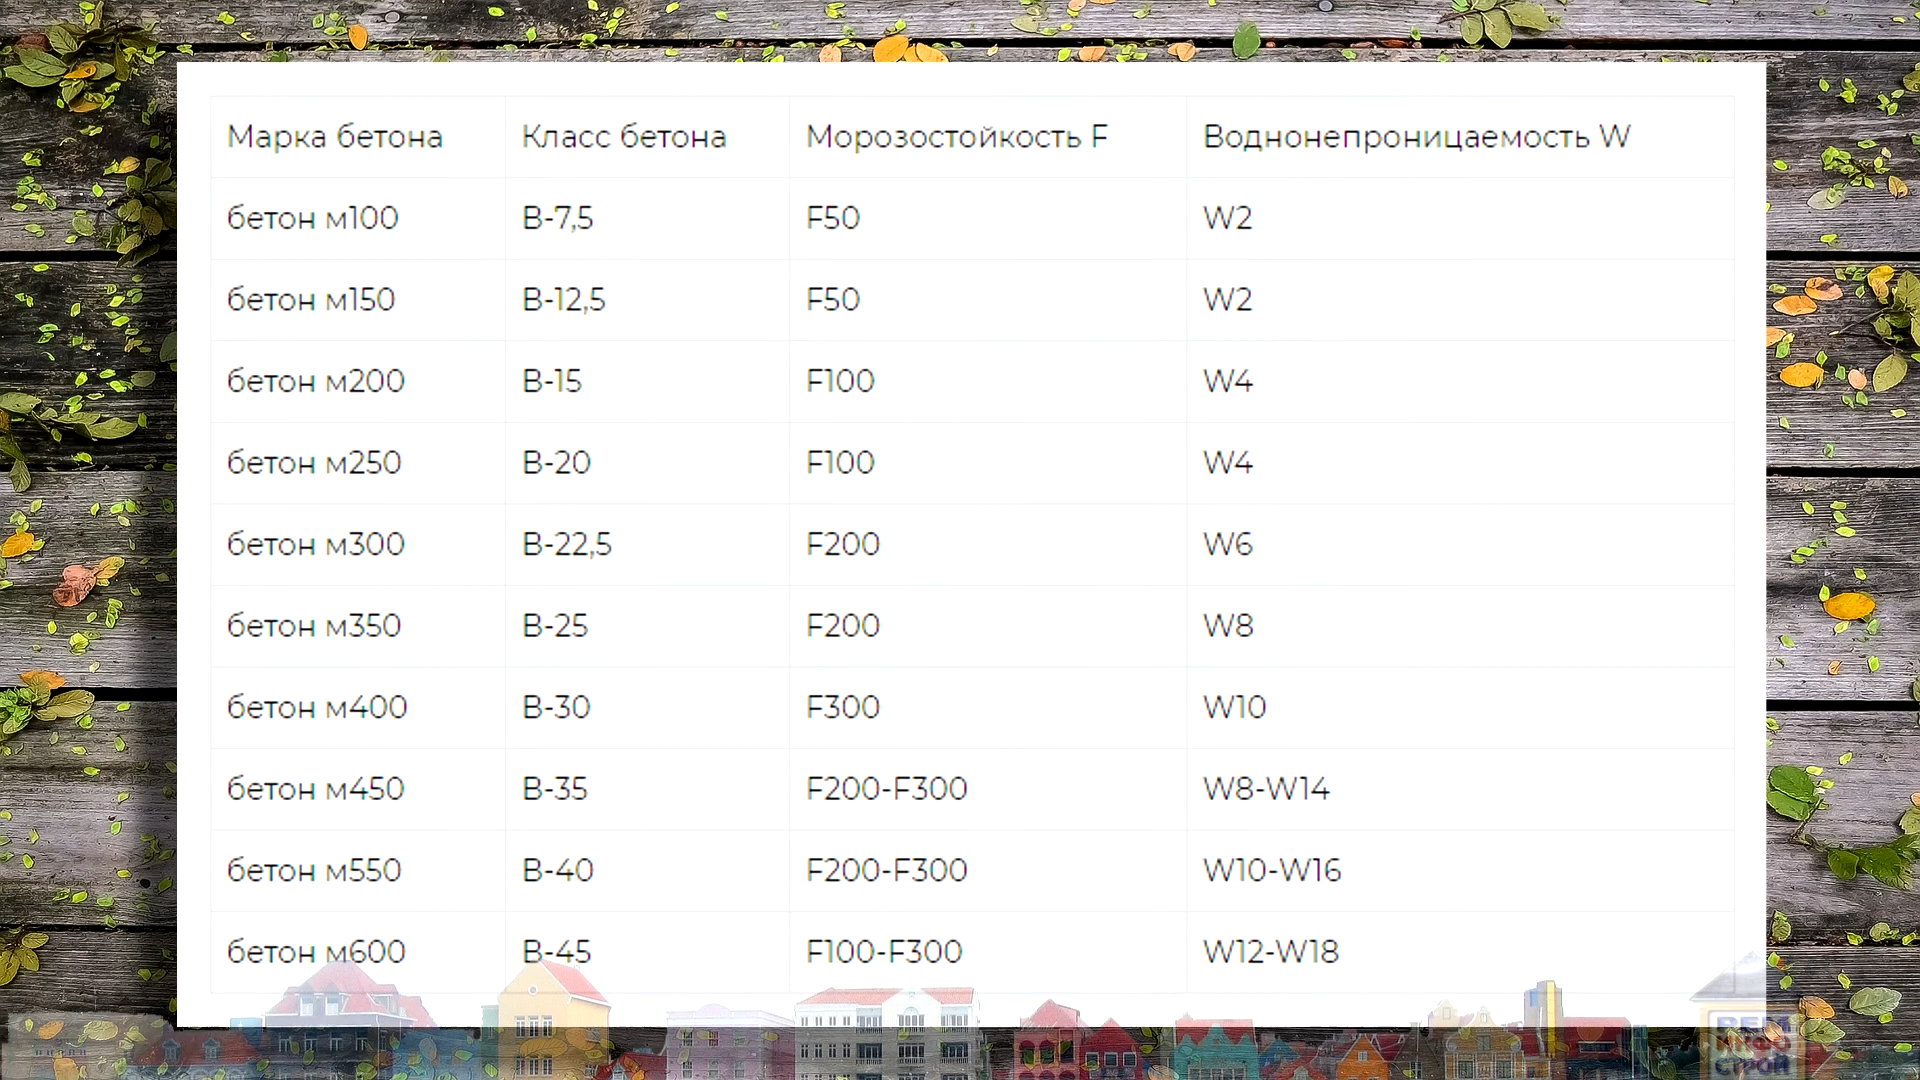 Марка бетона Класс бетона Морозостойкость F Воднонепроницаемость W
бетон м100 В-7,5 F50 W2
бетон м150 В-12,5 F50 W2
бетон м200 В-15 F100 W4
бетон м250 В-20 F100 W4
бетон м300 В-22,5 F200 W6
бетон м350 В-25 F200 W8
бетон м400 В-30 F300 W10
бетон м450 В-35 F200-F300 W8-W14
бетон м550 В-40 F200-F300 W10-W16
бетон м600 В-45 F100-F300 W12-W18
СТРОЙ